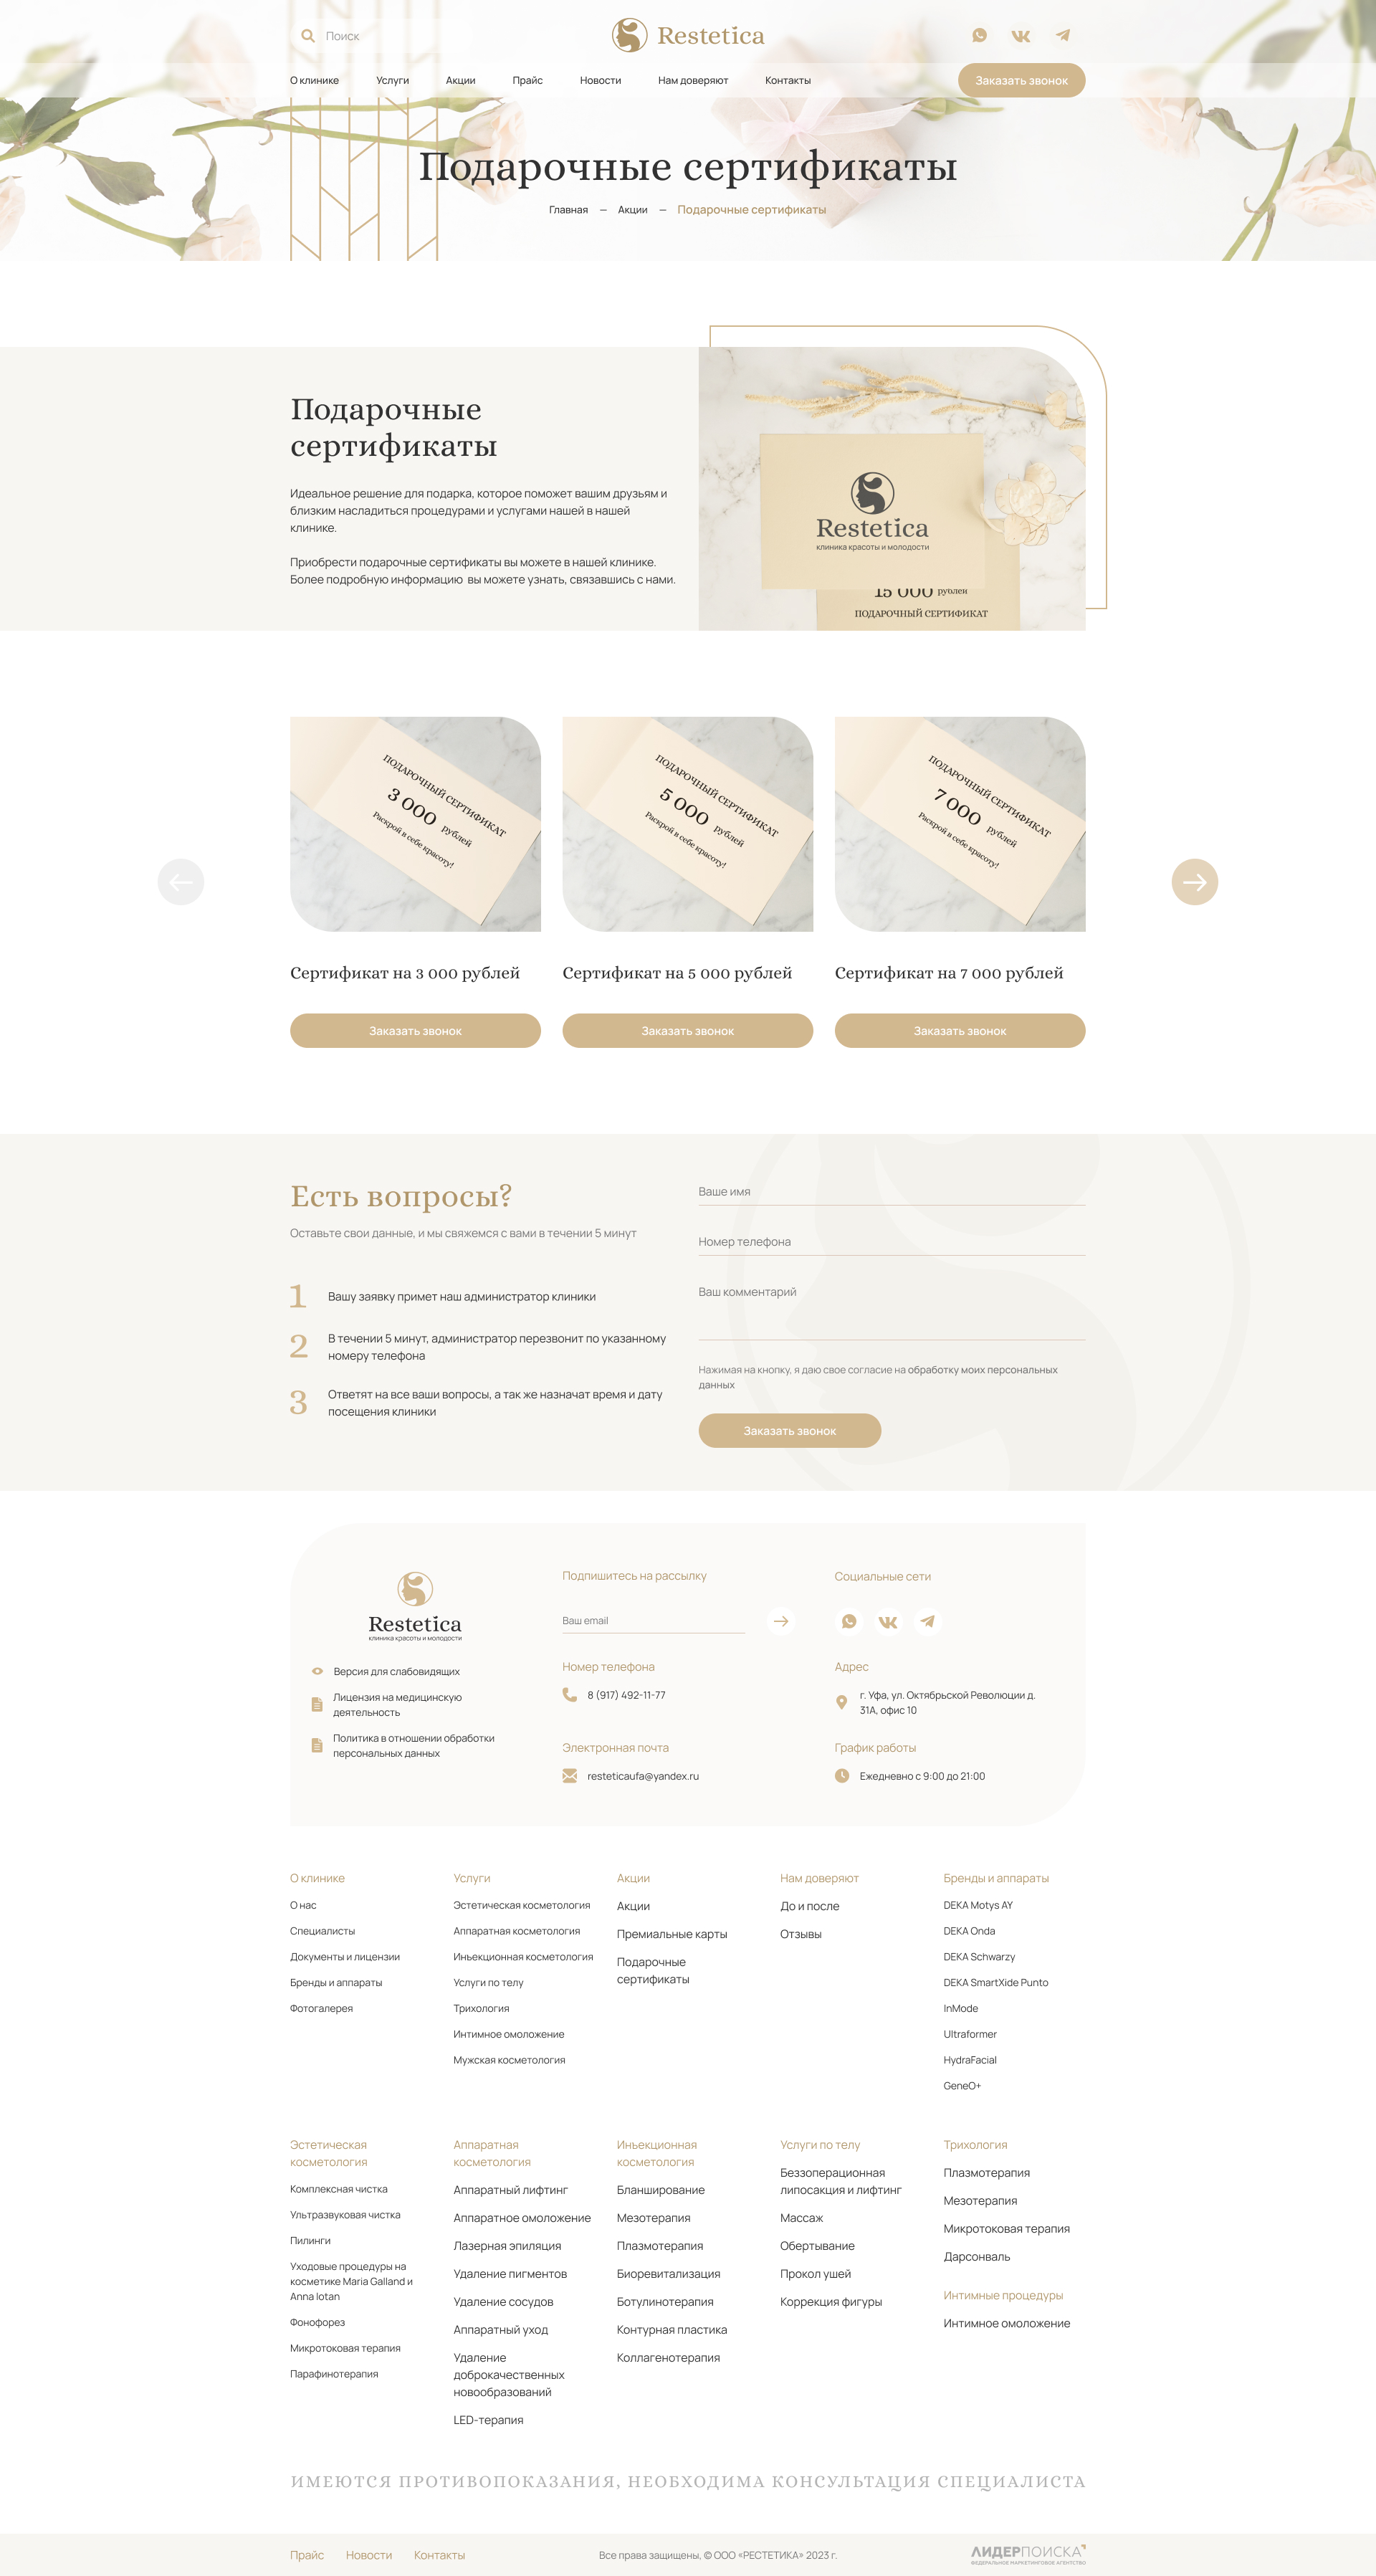 Поиск
Restetica
О клинике
Услуги
Акции
Прайс
Новости
Нам доверяют
Контакты
Заказать звонок
Подарочные сертификаты
Главная — Акции — Подарочные сертификаты
Подарочные
сертификаты
Идеальное решение для подарка, которое поможет вашим друзьям и
близким насладиться процедурами и услугами нашей в нашей
клинике.
Приобрести подарочные сертификаты вы можете в нашей клинике.
Более подробную информацию вы можете узнать, связавшись с нами.
Restetica
клиника красоты и молодости
15 000 рублей
ПОДАРОЧНЫЙ СЕРТИФИКАТ
ПОДАРОЧНЫЙ СЕРТИФИКАТ
3 000 рублей
Раскрой в себе красоту!
ПОДАРОЧНЫЙ СЕРТИФИКАТ
5 000 рублей
Раскрой в себе красоту!
ПОДАРОЧНЫЙ СЕРТИФИКАТ
7 000 рублей
Раскрой в себе красоту!
Сертификат на 3 000 рублей
Сертификат на 5 000 рублей
Сертификат на 7 000 рублей
Заказать звонок
Заказать звонок
Заказать звонок
Есть вопросы?
Оставьте свои данные, и мы свяжемся с вами в течении 5 минут
1
Вашу заявку примет наш администратор клиники
2
В течении 5 минут, администратор перезвонит по указанному
номеру телефона
3
Ответят на все ваши вопросы, а так же назначат время и дату
посещения клиники
Ваше имя
Номер телефона
Ваш комментарий
Нажимая на кнопку, я даю свое согласие на обработку моих персональных
данных
Заказать звонок
Restetica
клиника красоты и молодости
Версия для слабовидящих
Лицензия на медицинскую
деятельность
Политика в отношении обработки
персональных данных
Подпишитесь на рассылку
Ваш email
Номер телефона
8 (917) 492-11-77
Электронная почта
resteticaufa@yandex.ru
Социальные сети
Адрес
г. Уфа, ул. Октябрьской Революции д.
31А, офис 10
График работы
Ежедневно с 9:00 до 21:00
О клинике
О нас
Специалисты
Документы и лицензии
Бренды и аппараты
Фотогалерея
Услуги
Эстетическая косметология
Аппаратная косметология
Инъекционная косметология
Услуги по телу
Трихология
Интимное омоложение
Мужская косметология
Акции
Акции
Премиальные карты
Подарочные
сертификаты
Нам доверяют
До и после
Отзывы
Бренды и аппараты
DEKA Motys AY
DEKA Onda
DEKA Schwarzy
DEKA SmartXide Punto
InMode
Ultraformer
HydraFacial
GeneO+
Эстетическая
косметология
Комплексная чистка
Ультразвуковая чистка
Пилинги
Уходовые процедуры на
косметике Maria Galland и
Anna lotan
Фонофорез
Микротоковая терапия
Парафинотерапия
Аппаратная
косметология
Аппаратный лифтинг
Аппаратное омоложение
Лазерная эпиляция
Удаление пигментов
Удаление сосудов
Аппаратный уход
Удаление
доброкачественных
новообразований
LED-терапия
Инъекционная
косметология
Бланширование
Мезотерапия
Плазмотерапия
Биоревитализация
Ботулинотерапия
Контурная пластика
Коллагенотерапия
Услуги по телу
Беззоперационная
липосакция и лифтинг
Массаж
Обертывание
Прокол ушей
Коррекция фигуры
Трихология
Плазмотерапия
Мезотерапия
Микротоковая терапия
Дарсонваль
Интимные процедуры
Интимное омоложение
ИМЕЮТСЯ ПРОТИВОПОКАЗАНИЯ, НЕОБХОДИМА КОНСУЛЬТАЦИЯ СПЕЦИАЛИСТА
Прайс
Новости
Контакты
Все права защищены, © ООО «РЕСТЕТИКА» 2023 г.
ЛИДЕРПОИСКА
ФЕДЕРАЛЬНОЕ МАРКЕТИНГОВОЕ АГЕНТСТВО